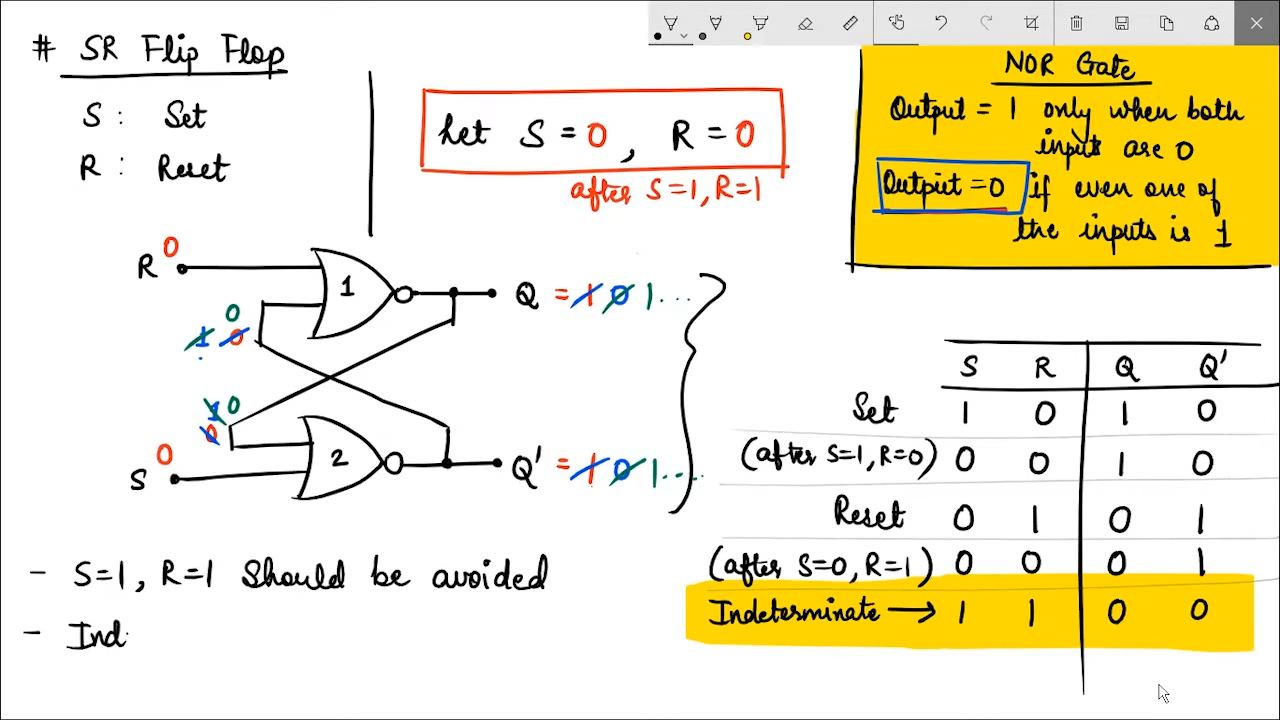 # SR Flip Flop
S : Set
R : Reset
Let S = 0 , R = 0
after S=1, R=1
NOR Gate
Output = 1 only when both
inputs are 0
Output = 0 if even one of
the inputs is 1
R 0
1
Q = 1 0 1....
0
1 0
1 0
0
0
S
2
Q' = 1 0 1....
S R Q Q'
Set 1 0 1 0
(after S=1, R=0) 0 0 1 0
Reset 0 1 0 1
(after S=0, R=1) 0 0 0 1
Indeterminate → 1 1 0 0
- S=1, R=1 Should be avoided
- Ind